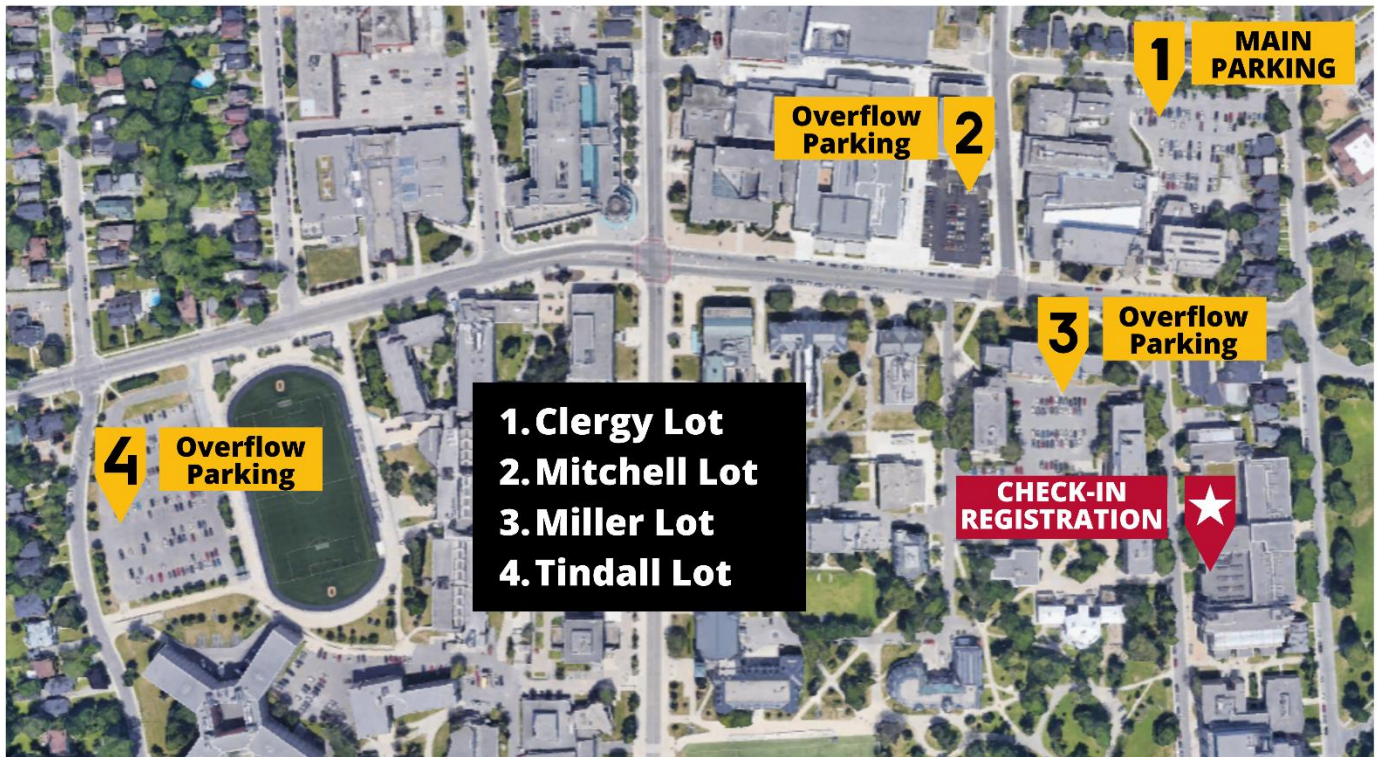 1
MAIN
PARKING
Overflow
Parking
2
3
Overflow
Parking
4
Overflow
Parking
1. Clergy Lot
2. Mitchell Lot
3. Miller Lot
4. Tindall Lot
CHECK-IN
REGISTRATION